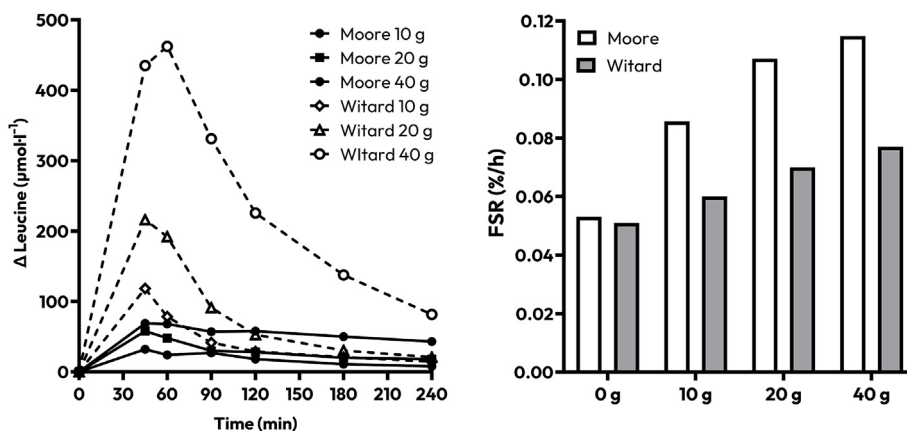 500
400
300
200
100
0
Δ Leucine (µmol·l⁻¹)
0 30 60 90 120 150 180 210 240
Time (min)
Moore 10 g
Moore 20 g
Moore 40 g
Witard 10 g
Witard 20 g
WItard 40 g
0.12
0.10
0.08
0.06
0.04
0.02
0.00
FSR (%/h)
Moore
Witard
0 g 10 g 20 g 40 g